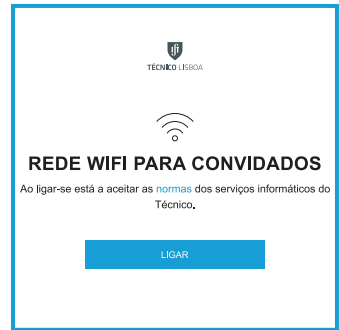 TÉCNICO LISBOA
REDE WIFI PARA CONVIDADOS
Ao ligar-se está a aceitar as normas dos serviços informáticos do
Técnico.
LIGAR